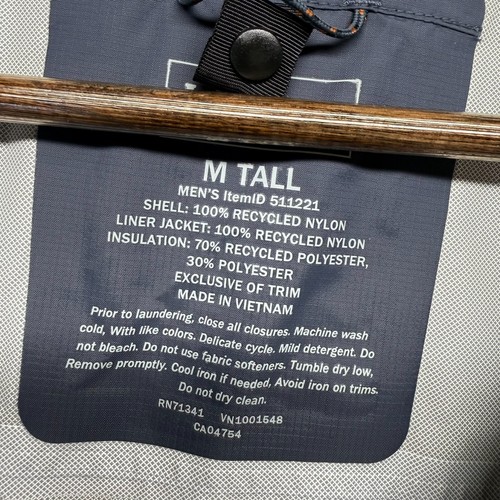 M TALL
MEN'S ItemID 511221
SHELL: 100% RECYCLED NYLON
LINER JACKET: 100% RECYCLED NYLON
INSULATION: 70% RECYCLED POLYESTER,
30% POLYESTER
EXCLUSIVE OF TRIM
MADE IN VIETNAM
Prior to laundering, close all closures. Machine wash
cold, With like colors. Delicate cycle. Mild detergent. Do
not bleach. Do not use fabric softeners. Tumble dry low,
Remove promptly. Cool iron if needed, Avoid iron on trims.
Do not dry clean.
RN71341 VN1001548
CA04754